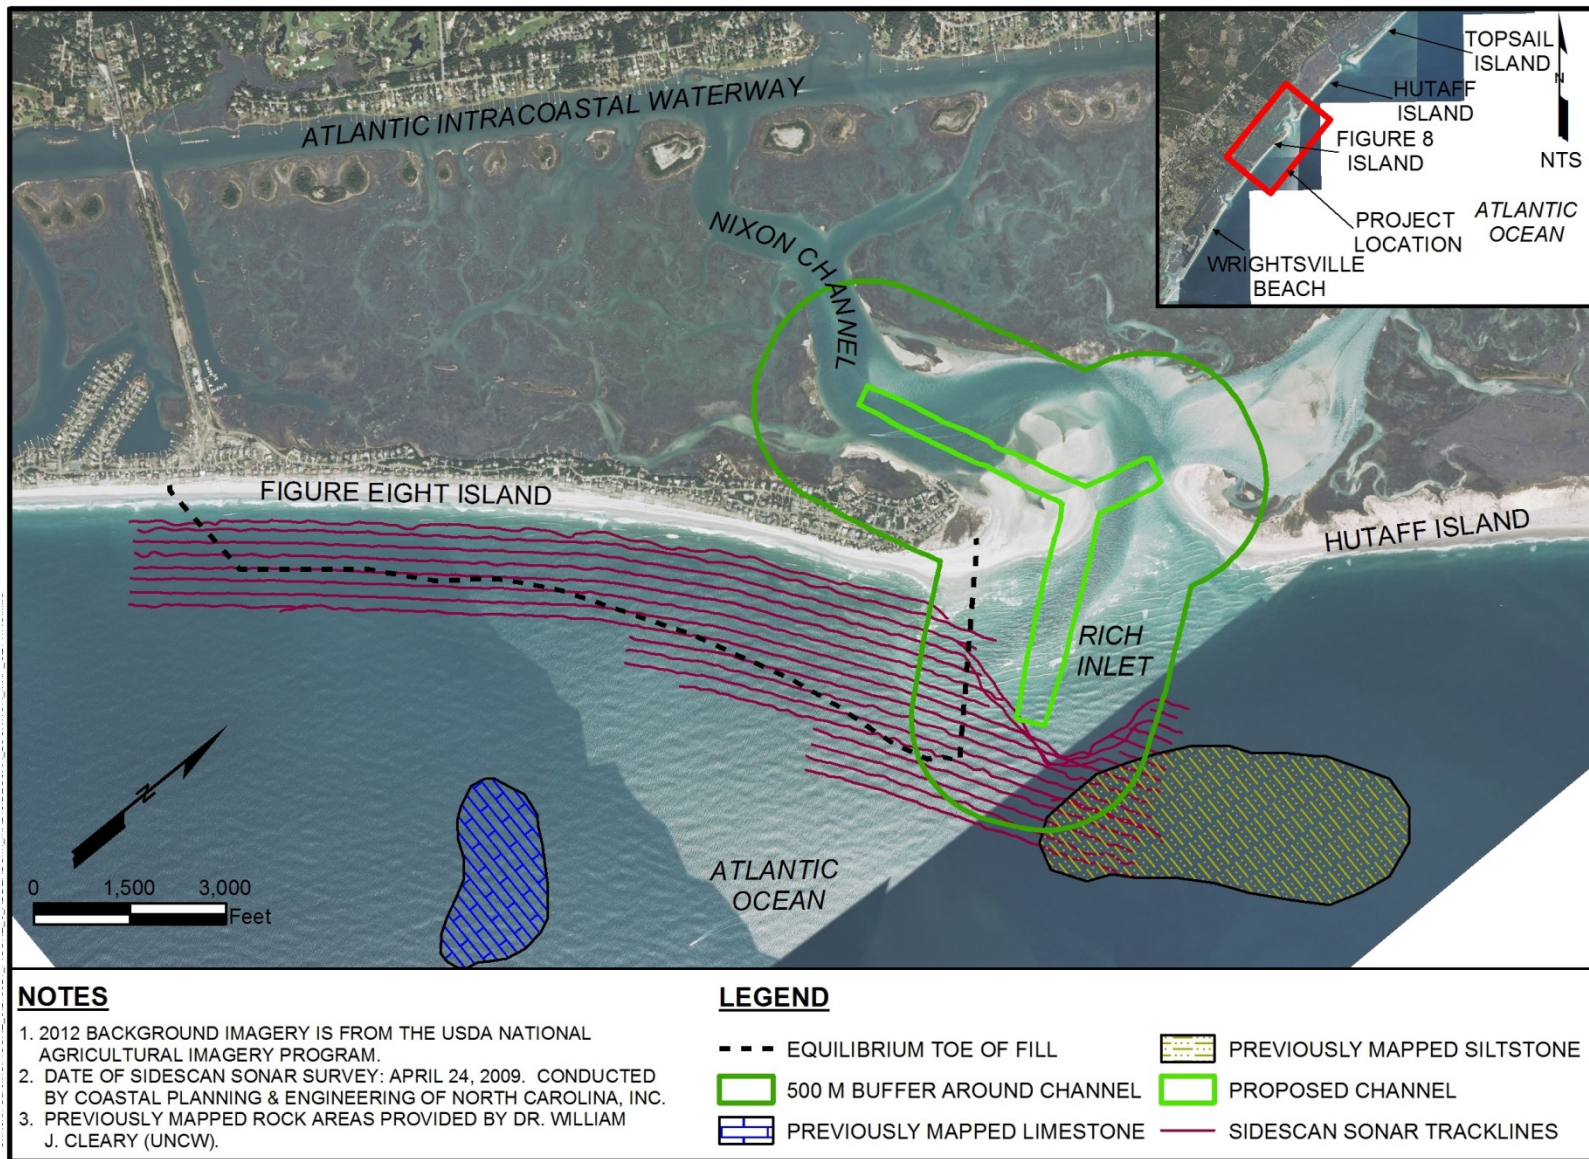 TOPSAIL
ISLAND
HUTAFF
ISLAND
FIGURE 8
ISLAND
N
NTS
PROJECT
LOCATION
ATLANTIC
OCEAN
WRIGHTSVILLE
BEACH
ATLANTIC INTRACOASTAL WATERWAY
NIXON CHANNEL
FIGURE EIGHT ISLAND
HUTAFF ISLAND
RICH
INLET
N
ATLANTIC
OCEAN
0 1,500 3,000
Feet
NOTES
1. 2012 BACKGROUND IMAGERY IS FROM THE USDA NATIONAL
AGRICULTURAL IMAGERY PROGRAM.
2. DATE OF SIDESCAN SONAR SURVEY: APRIL 24, 2009. CONDUCTED
BY COASTAL PLANNING & ENGINEERING OF NORTH CAROLINA, INC.
3. PREVIOUSLY MAPPED ROCK AREAS PROVIDED BY DR. WILLIAM
J. CLEARY (UNCW).
LEGEND
EQUILIBRIUM TOE OF FILL
500 M BUFFER AROUND CHANNEL
PREVIOUSLY MAPPED LIMESTONE
PREVIOUSLY MAPPED SILTSTONE
PROPOSED CHANNEL
SIDESCAN SONAR TRACKLINES